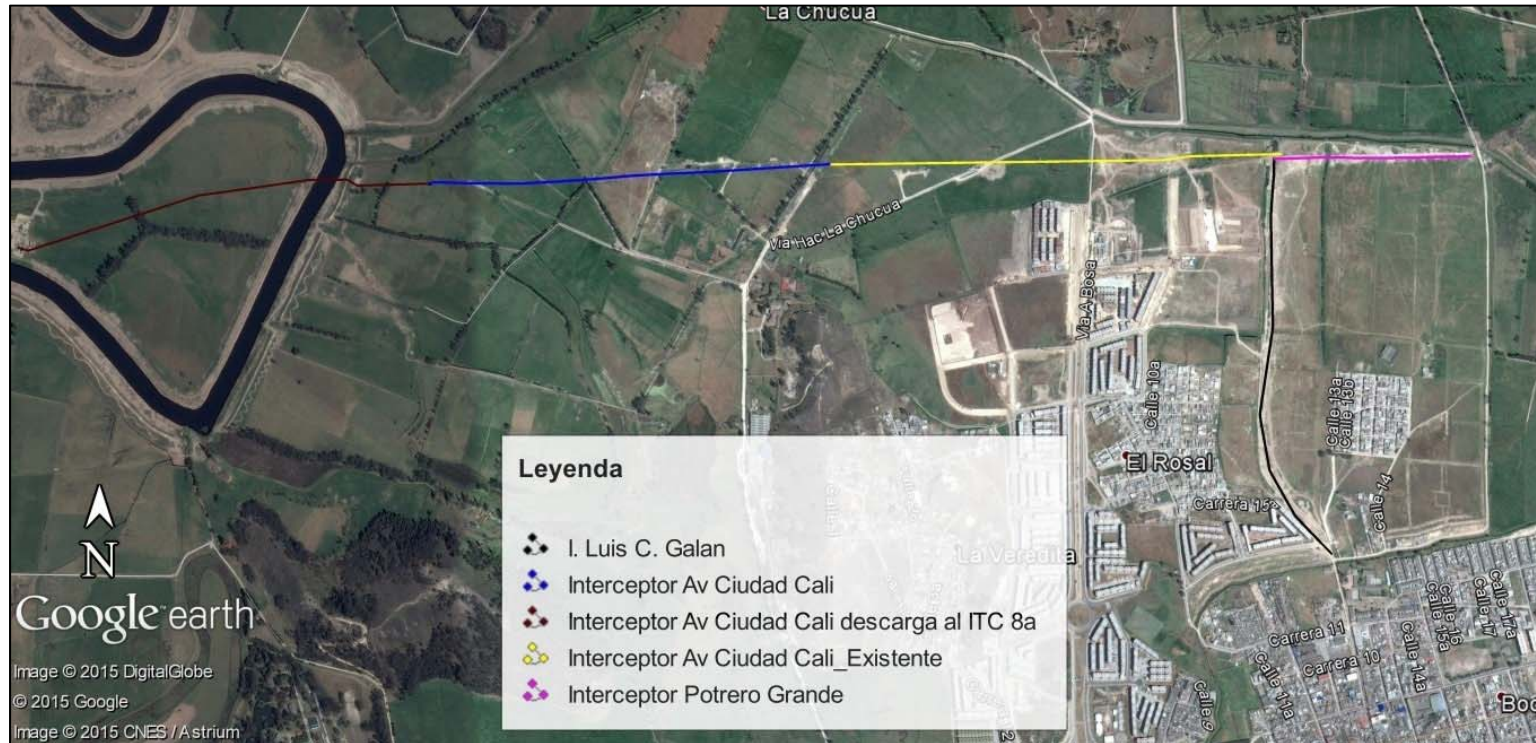 La Chucua
Via Hac La Chucua
Via A Bosa
Calle 10a
Calle 13a
Calle 13b
El Rosal
Carrera 15a
Calle 14
La Veredita
Leyenda
I. Luis C. Galan
Interceptor Av Ciudad Cali
Interceptor Av Ciudad Cali descarga al ITC 8a
Interceptor Av Ciudad Cali_Existente
Interceptor Potrero Grande
N
Google earth
Image © 2015 DigitalGlobe
© 2015 Google
Image © 2015 CNES / Astrium
Carrera 11
Carrera 10
Calle 11a
Calle 14a
Calle 15a
Calle 16
Calle 17
Calle 17a
Calle 9
Boc